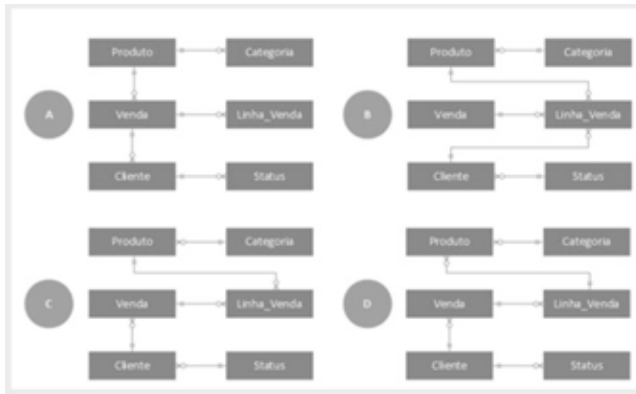 Produto Categoria
A Venda Linha_Venda
Cliente Status
Produto Categoria
B Venda Linha_Venda
Cliente Status
Produto Categoria
C Venda Linha_Venda
Cliente Status
Produto Categoria
D Venda Linha_Venda
Cliente Status